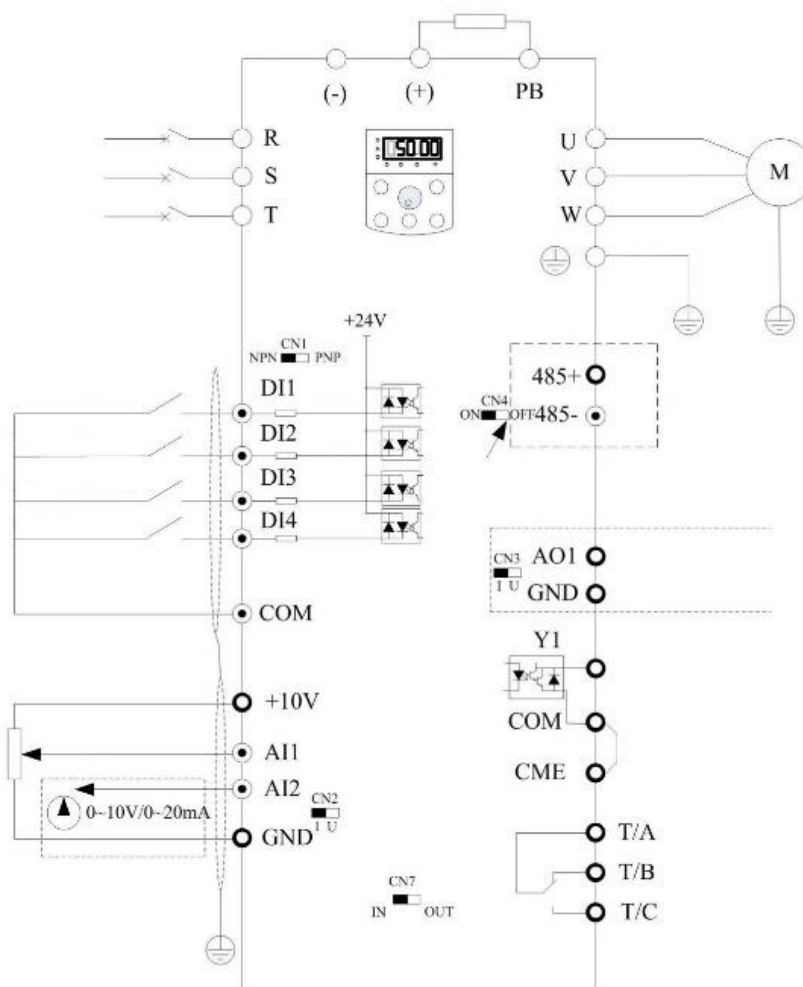 (-) (+) PB
R
S
T
50.00
U
V
W
M
+24V
CN1
NPN PNP
DI1
DI2
DI3
DI4
COM
485+
CN4
ON OFF 485-
CN3
I U
AO1
GND
Y1
COM
CME
+10V
AI1
AI2
0~10V/0~20mA
CN2
I U
GND
T/A
T/B
T/C
CN7
IN OUT